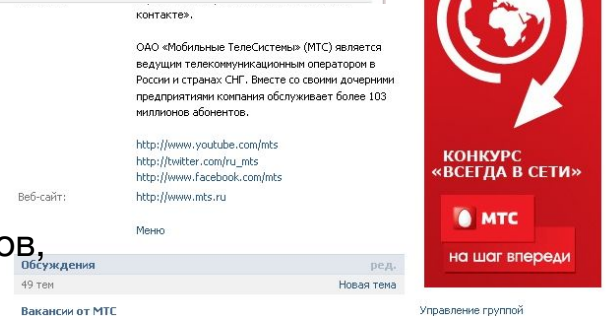 контакте».
ОАО «Мобильные ТелеСистемы» (МТС) является
ведущим телекоммуникационным оператором в
России и странах СНГ. Вместе со своими дочерними
предприятиями компания обслуживает более 103
миллионов абонентов.
http://www.youtube.com/mts
http://twitter.com/ru_mts
http://www.facebook.com/mts
Веб-сайт: http://www.mts.ru
Меню
ов,
Обсуждения ред.
49 тем Новая тема
Вакансии от МТС
КОНКУРС
«ВСЕГДА В СЕТИ»
МТС
на шаг впереди
Управление группой